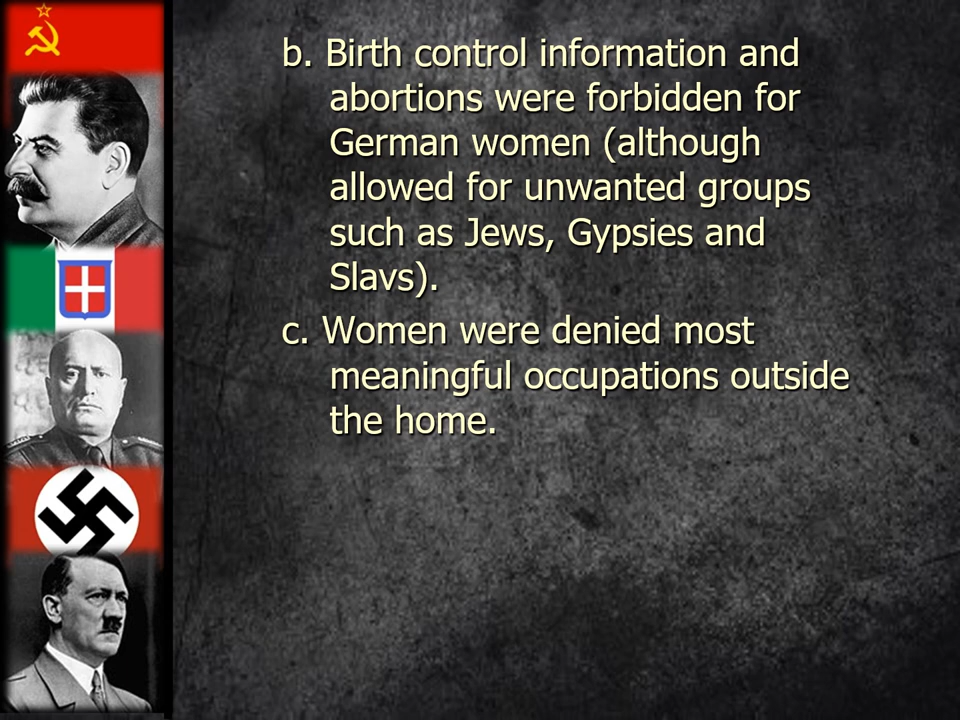 b. Birth control information and
abortions were forbidden for
German women (although
allowed for unwanted groups
such as Jews, Gypsies and
Slavs).
c. Women were denied most
meaningful occupations outside
the home.